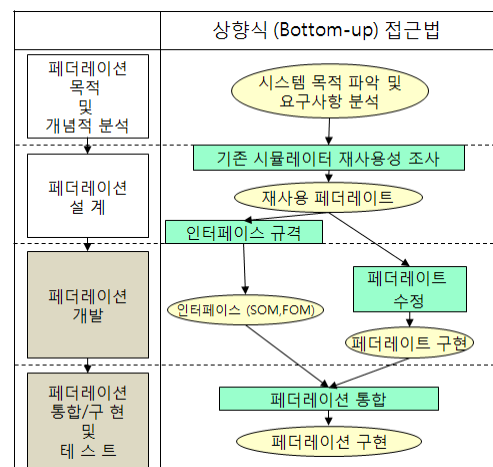 상향식 (Bottom-up) 접근법
페더레이션
목적
및
개념적 분석
시스템 목적 파악 및
요구사항 분석
기존 시뮬레이터 재사용성 조사
페더레이션
설 계
재사용 페더레이트
인터페이스 규격
페더레이션
개발
페더레이트
수정
인터페이스 (SOM,FOM)
페더레이트 구현
페더레이션
통합/구 현
및
테 스 트
페더레이션 통합
페더레이션 구현